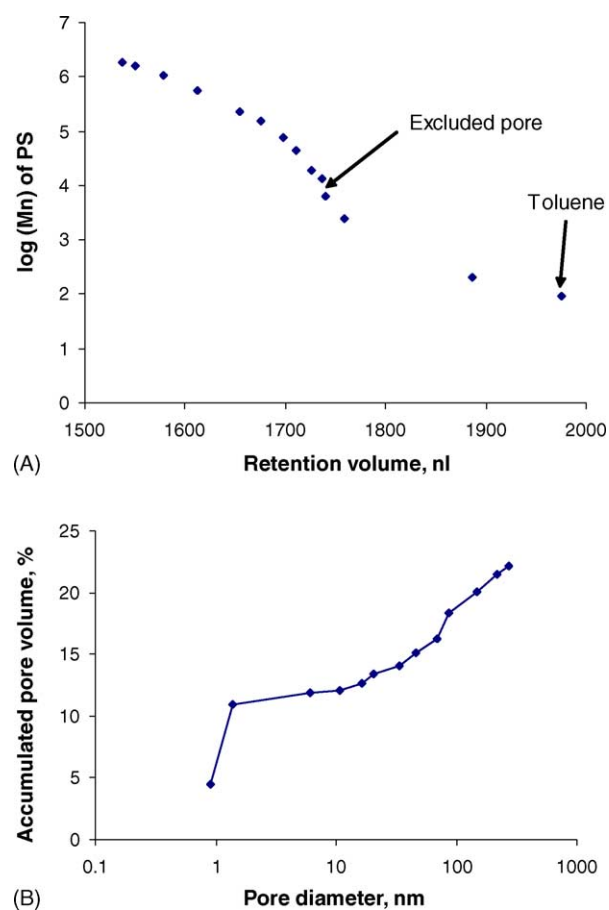 7
6
5
4
3
2
1
0
log (Mn) of PS
Excluded pore
Toluene
1500 1600 1700 1800 1900 2000
(A)
Retention volume, nl
25
20
15
10
5
0
Accumulated pore volume, %
0.1 1 10 100 1000
(B)
Pore diameter, nm